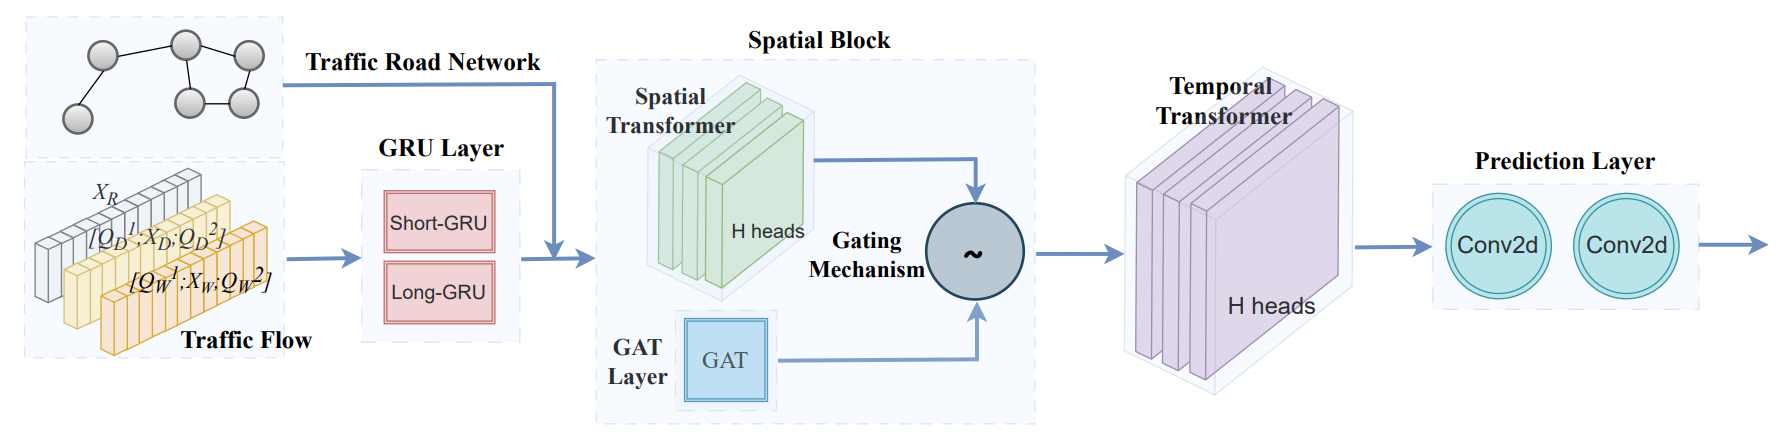 Traffic Road Network
X_R
[Q_D^1;X_D;Q_D^2]
[Q_W^1;X_W;Q_W^2]
Traffic Flow
GRU Layer
Short-GRU
Long-GRU
Spatial Block
Spatial
Transformer
H heads
Gating
Mechanism
~
GAT
Layer
GAT
Temporal
Transformer
H heads
Prediction Layer
Conv2d
Conv2d